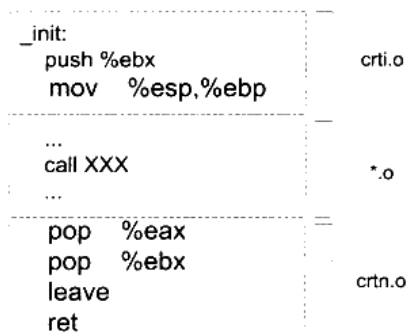 _init:
push %ebx
mov %esp,%ebp
crti.o
...
call XXX
...
*.o
pop %eax
pop %ebx
leave
ret
crtn.o